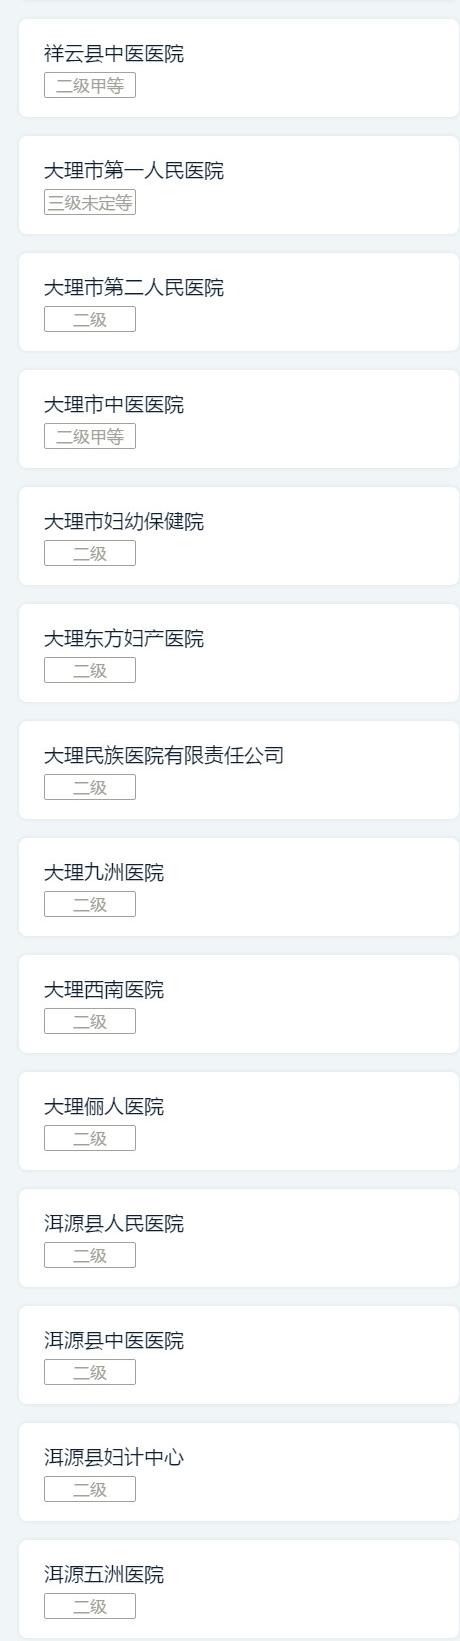 祥云县中医医院
二级甲等
大理市第一人民医院
三级未定等
大理市第二人民医院
二级
大理市中医医院
二级甲等
大理市妇幼保健院
二级
大理东方妇产医院
二级
大理民族医院有限责任公司
二级
大理九洲医院
二级
大理西南医院
二级
大理俪人医院
二级
洱源县人民医院
二级
洱源县中医医院
二级
洱源县妇计中心
二级
洱源五洲医院
二级